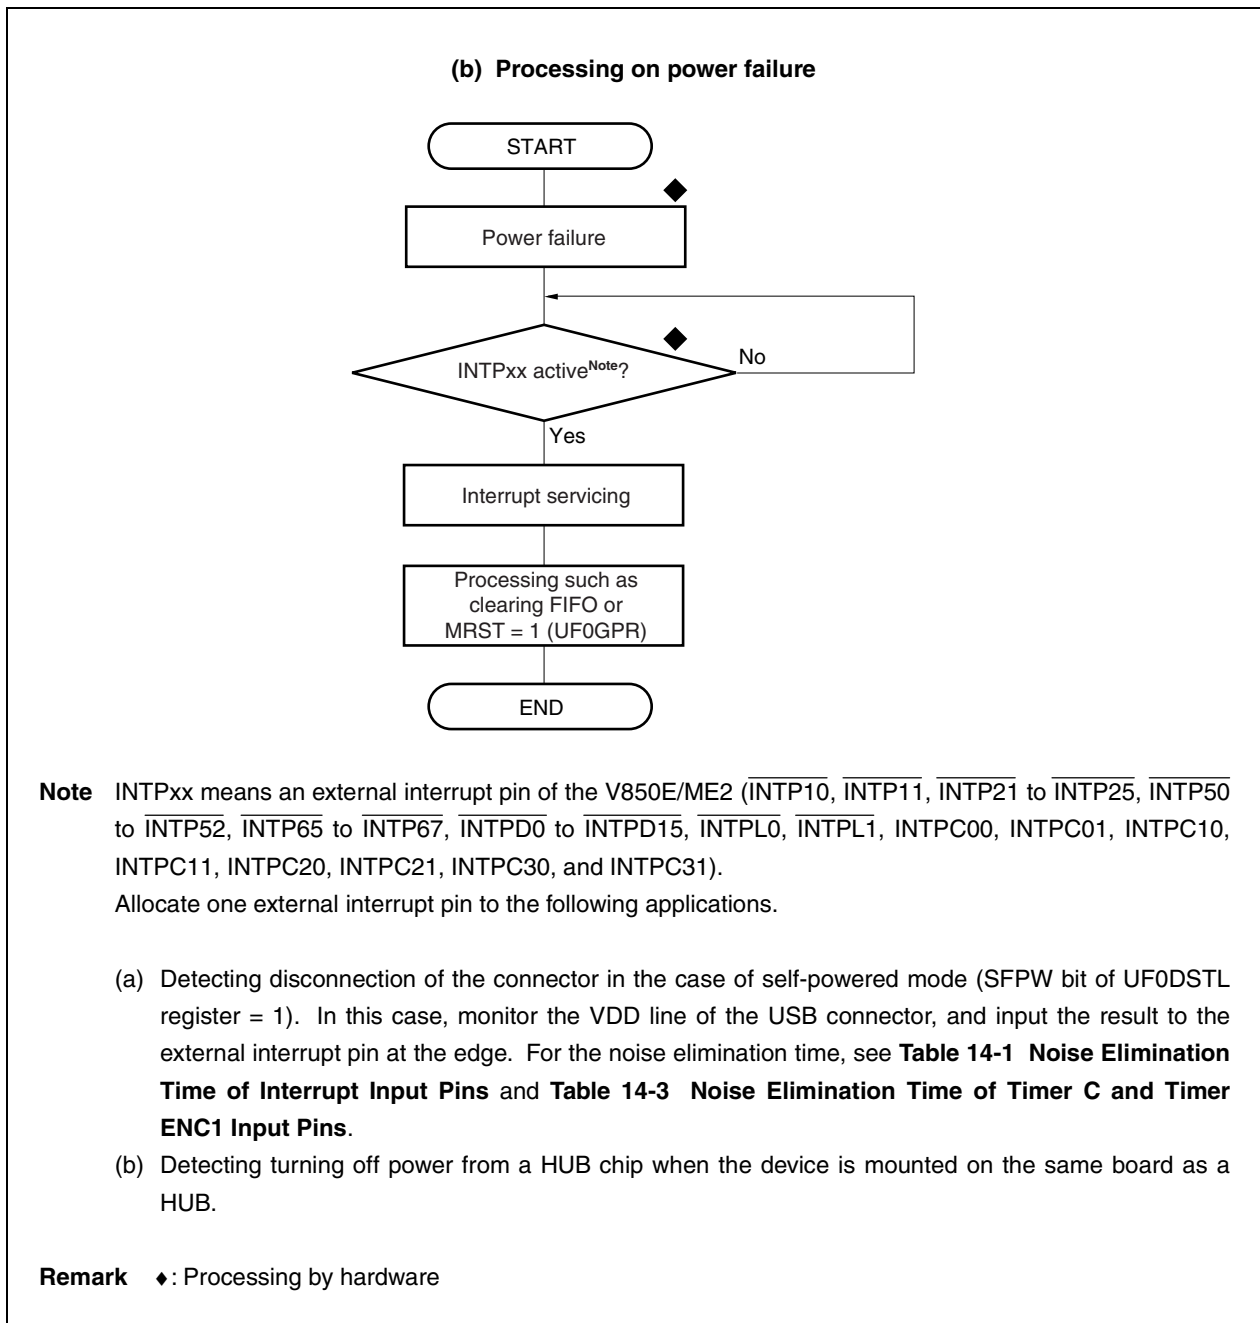 (b) Processing on power failure
START
Power failure
INTPxx active^Note?
No
Yes
Interrupt servicing
Processing such as
clearing FIFO or
MRST = 1 (UF0GPR)
END
Note INTPxx means an external interrupt pin of the V850E/ME2 (INTP10, INTP11, INTP21 to INTP25, INTP50
to INTP52, INTP65 to INTP67, INTPD0 to INTPD15, INTPL0, INTPL1, INTPC00, INTPC01, INTPC10,
INTPC11, INTPC20, INTPC21, INTPC30, and INTPC31).
Allocate one external interrupt pin to the following applications.
(a) Detecting disconnection of the connector in the case of self-powered mode (SFPW bit of UF0DSTL
register = 1). In this case, monitor the VDD line of the USB connector, and input the result to the
external interrupt pin at the edge. For the noise elimination time, see Table 14-1 Noise Elimination
Time of Interrupt Input Pins and Table 14-3 Noise Elimination Time of Timer C and Timer
ENC1 Input Pins.
(b) Detecting turning off power from a HUB chip when the device is mounted on the same board as a
HUB.
Remark ♦: Processing by hardware